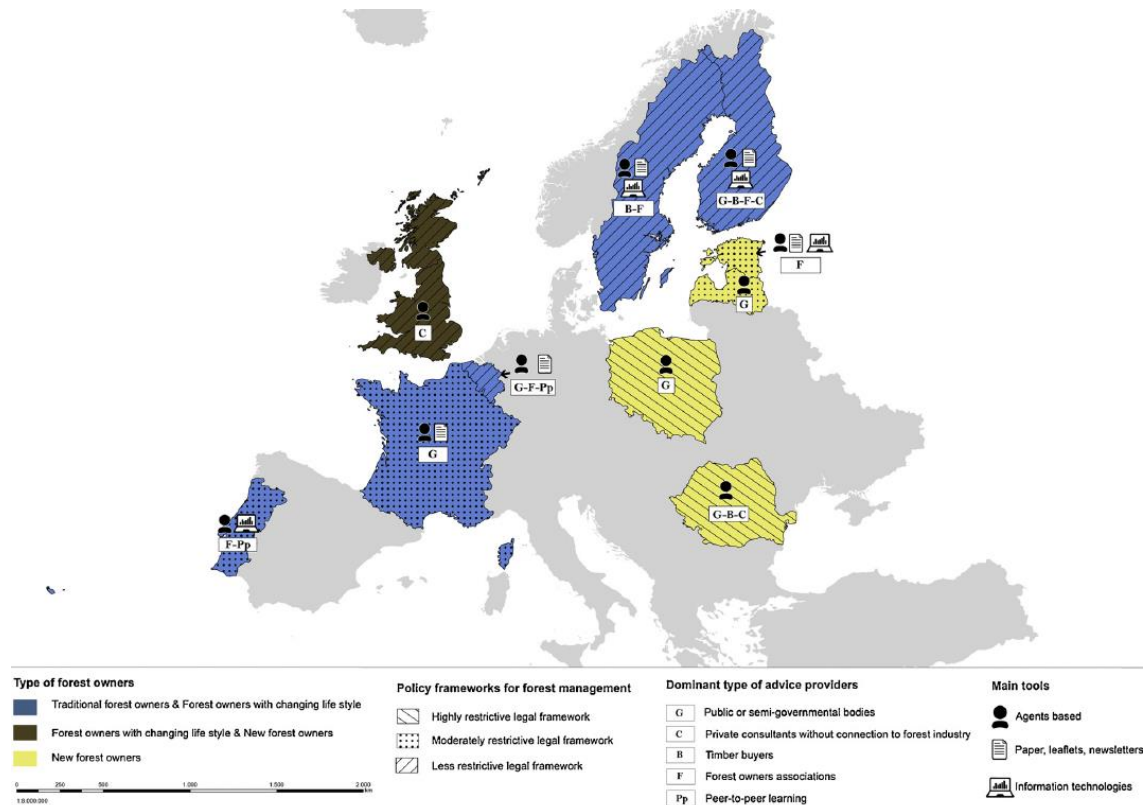 B-F
G-B-F-C
F
G
C
G-F-Pp
G
G
G-B-C
F-Pp
Type of forest owners
Traditional forest owners & Forest owners with changing life style
Forest owners with changing life style & New forest owners
New forest owners
0 250 500 1.000 1.500 2.000
km
1:8.000.000
Policy frameworks for forest management
Highly restrictive legal framework
Moderately restrictive legal framework
Less restrictive legal framework
Dominant type of advice providers
G Public or semi-governmental bodies
C Private consultants without connection to forest industry
B Timber buyers
F Forest owners associations
Pp Peer-to-peer learning
Main tools
Agents based
Paper, leaflets, newsletters
Information technologies